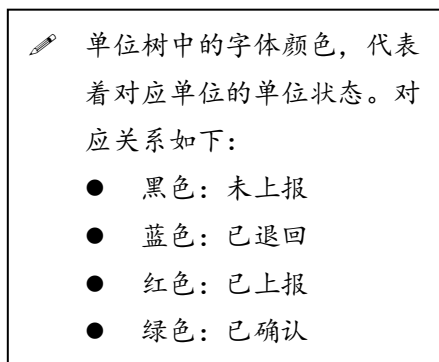 单位树中的字体颜色，代表
着对应单位的单位状态。对
应关系如下：
● 黑色：未上报
● 蓝色：已退回
● 红色：已上报
● 绿色：已确认